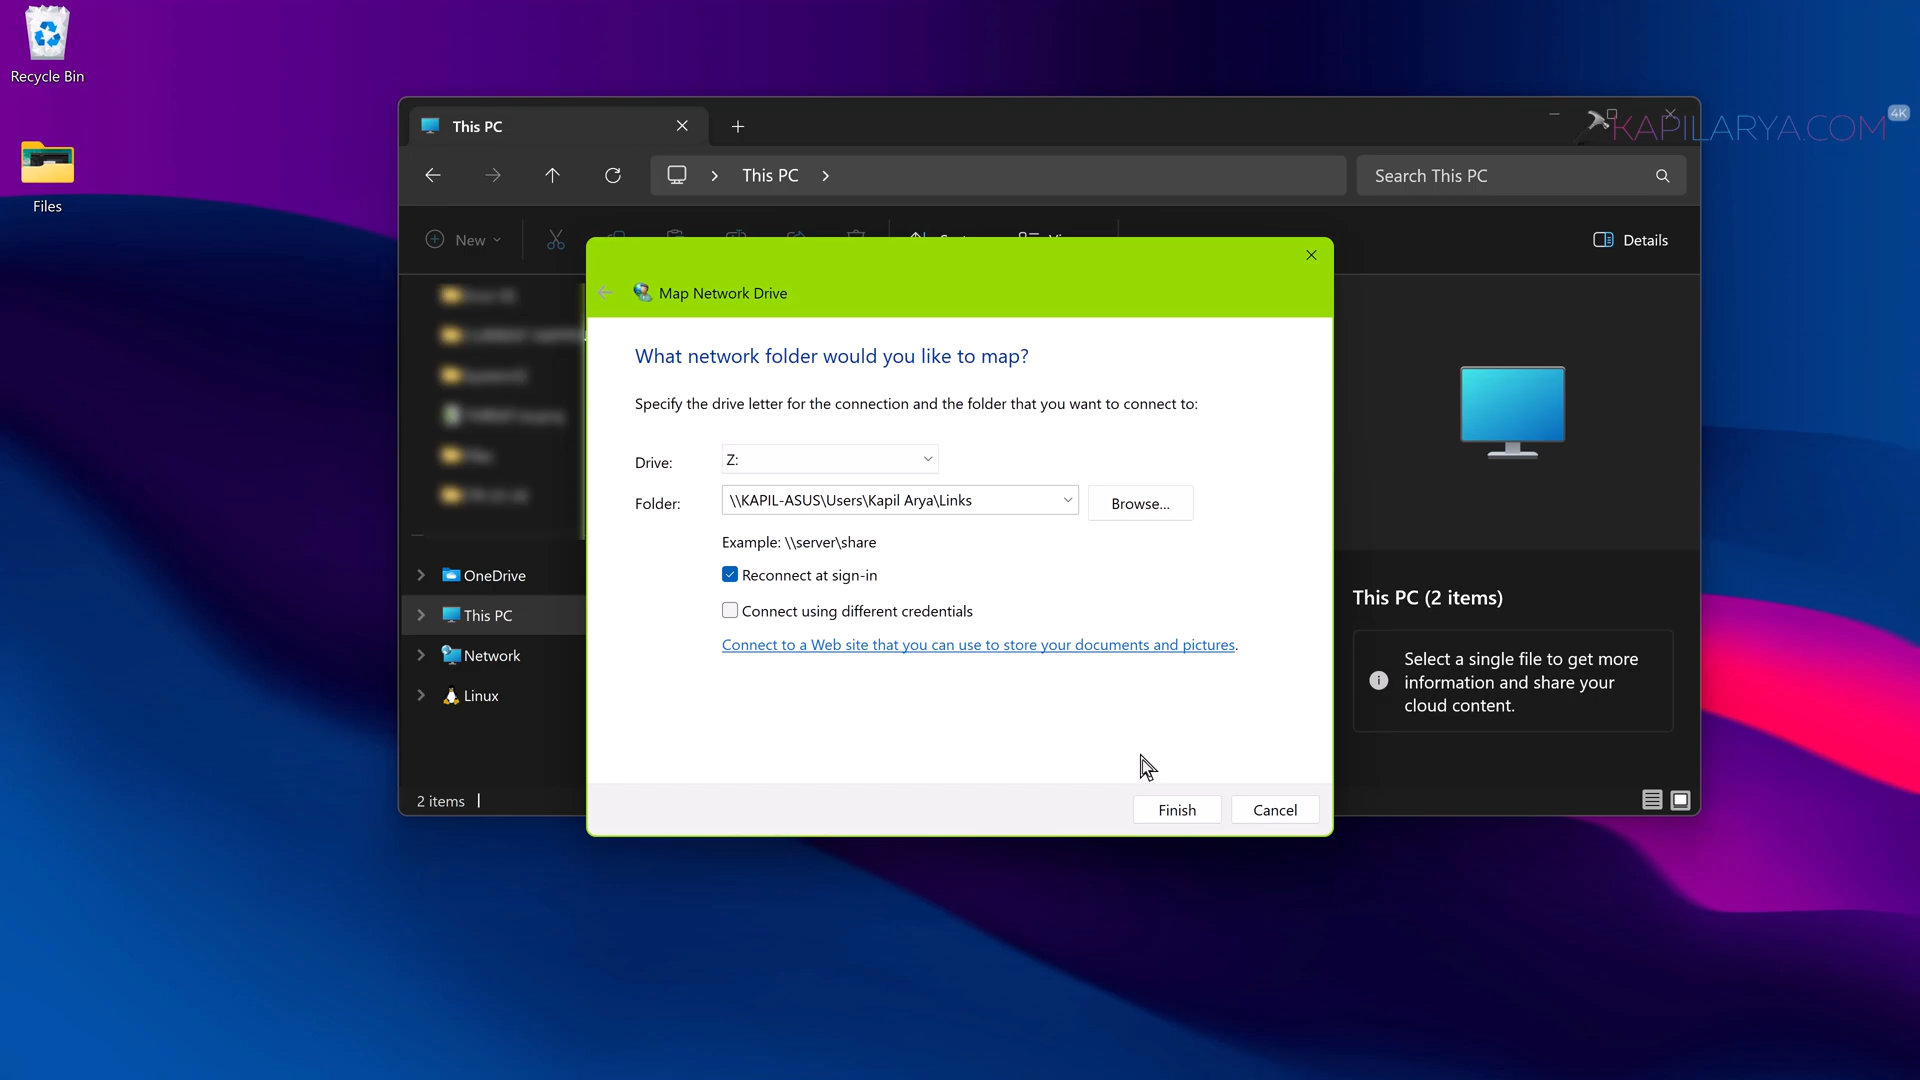 Recycle Bin
Files
This PC
4K
KAPILARYA.COM
This PC
Search This PC
New
Details
Map Network Drive
What network folder would you like to map?
Specify the drive letter for the connection and the folder that you want to connect to:
Drive:
Z:
Folder:
\\KAPIL-ASUS\Users\Kapil Arya\Links
Browse...
Example: \\server\share
Reconnect at sign-in
Connect using different credentials
Connect to a Web site that you can use to store your documents and pictures.
Finish
Cancel
OneDrive
This PC
Network
Linux
2 items
This PC (2 items)
Select a single file to get more
information and share your
cloud content.